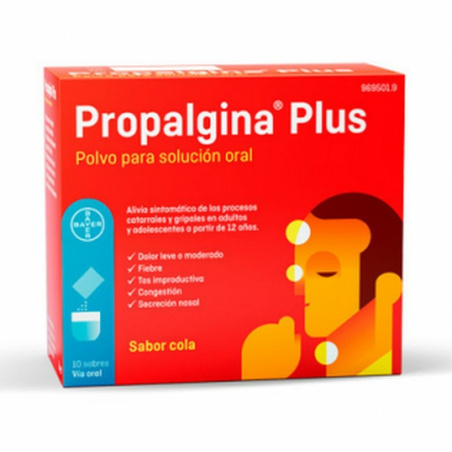 969501.9
Propalgina® Plus
Polvo para solución oral
Alivio sintomático de los procesos
catarrales y gripales en adultos
y adolescentes a partir de 12 años.
✓ Dolor leve o moderado
✓ Fiebre
✓ Tos improductiva
✓ Congestión
✓ Secreción nasal
BAYER
BAYER
Sabor cola
10 sobres
Vía oral